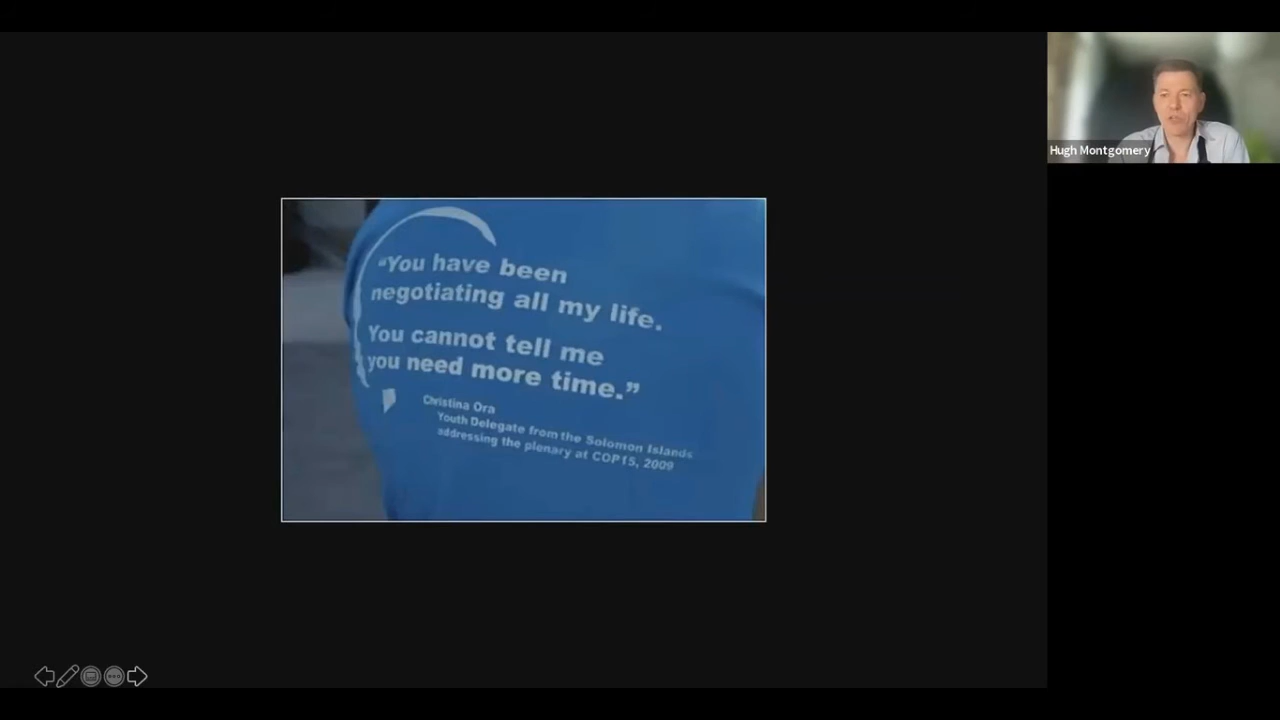 “You have been
negotiating all my life.
You cannot tell me
you need more time.”
Christina Ora
Youth Delegate from the Solomon Islands
addressing the plenary at COP15, 2009
Hugh Montgomery